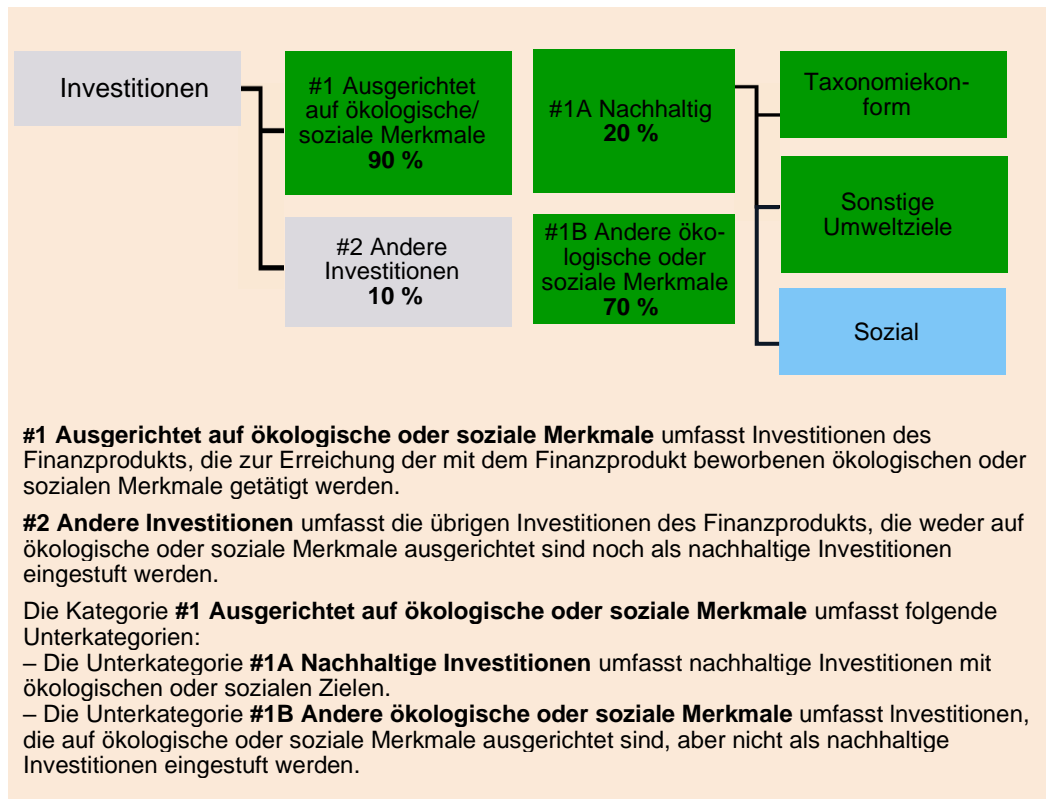 Investitionen
#1 Ausgerichtet
auf ökologische/
soziale Merkmale
90 %
#2 Andere
Investitionen
10 %
#1A Nachhaltig
20 %
#1B Andere öko-
logische oder
soziale Merkmale
70 %
Taxonomiekon-
form
Sonstige
Umweltziele
Sozial
#1 Ausgerichtet auf ökologische oder soziale Merkmale umfasst Investitionen des
Finanzprodukts, die zur Erreichung der mit dem Finanzprodukt beworbenen ökologischen oder
sozialen Merkmale getätigt werden.
#2 Andere Investitionen umfasst die übrigen Investitionen des Finanzprodukts, die weder auf
ökologische oder soziale Merkmale ausgerichtet sind noch als nachhaltige Investitionen
eingestuft werden.
Die Kategorie #1 Ausgerichtet auf ökologische oder soziale Merkmale umfasst folgende
Unterkategorien:
– Die Unterkategorie #1A Nachhaltige Investitionen umfasst nachhaltige Investitionen mit
ökologischen oder sozialen Zielen.
– Die Unterkategorie #1B Andere ökologische oder soziale Merkmale umfasst Investitionen,
die auf ökologische oder soziale Merkmale ausgerichtet sind, aber nicht als nachhaltige
Investitionen eingestuft werden.